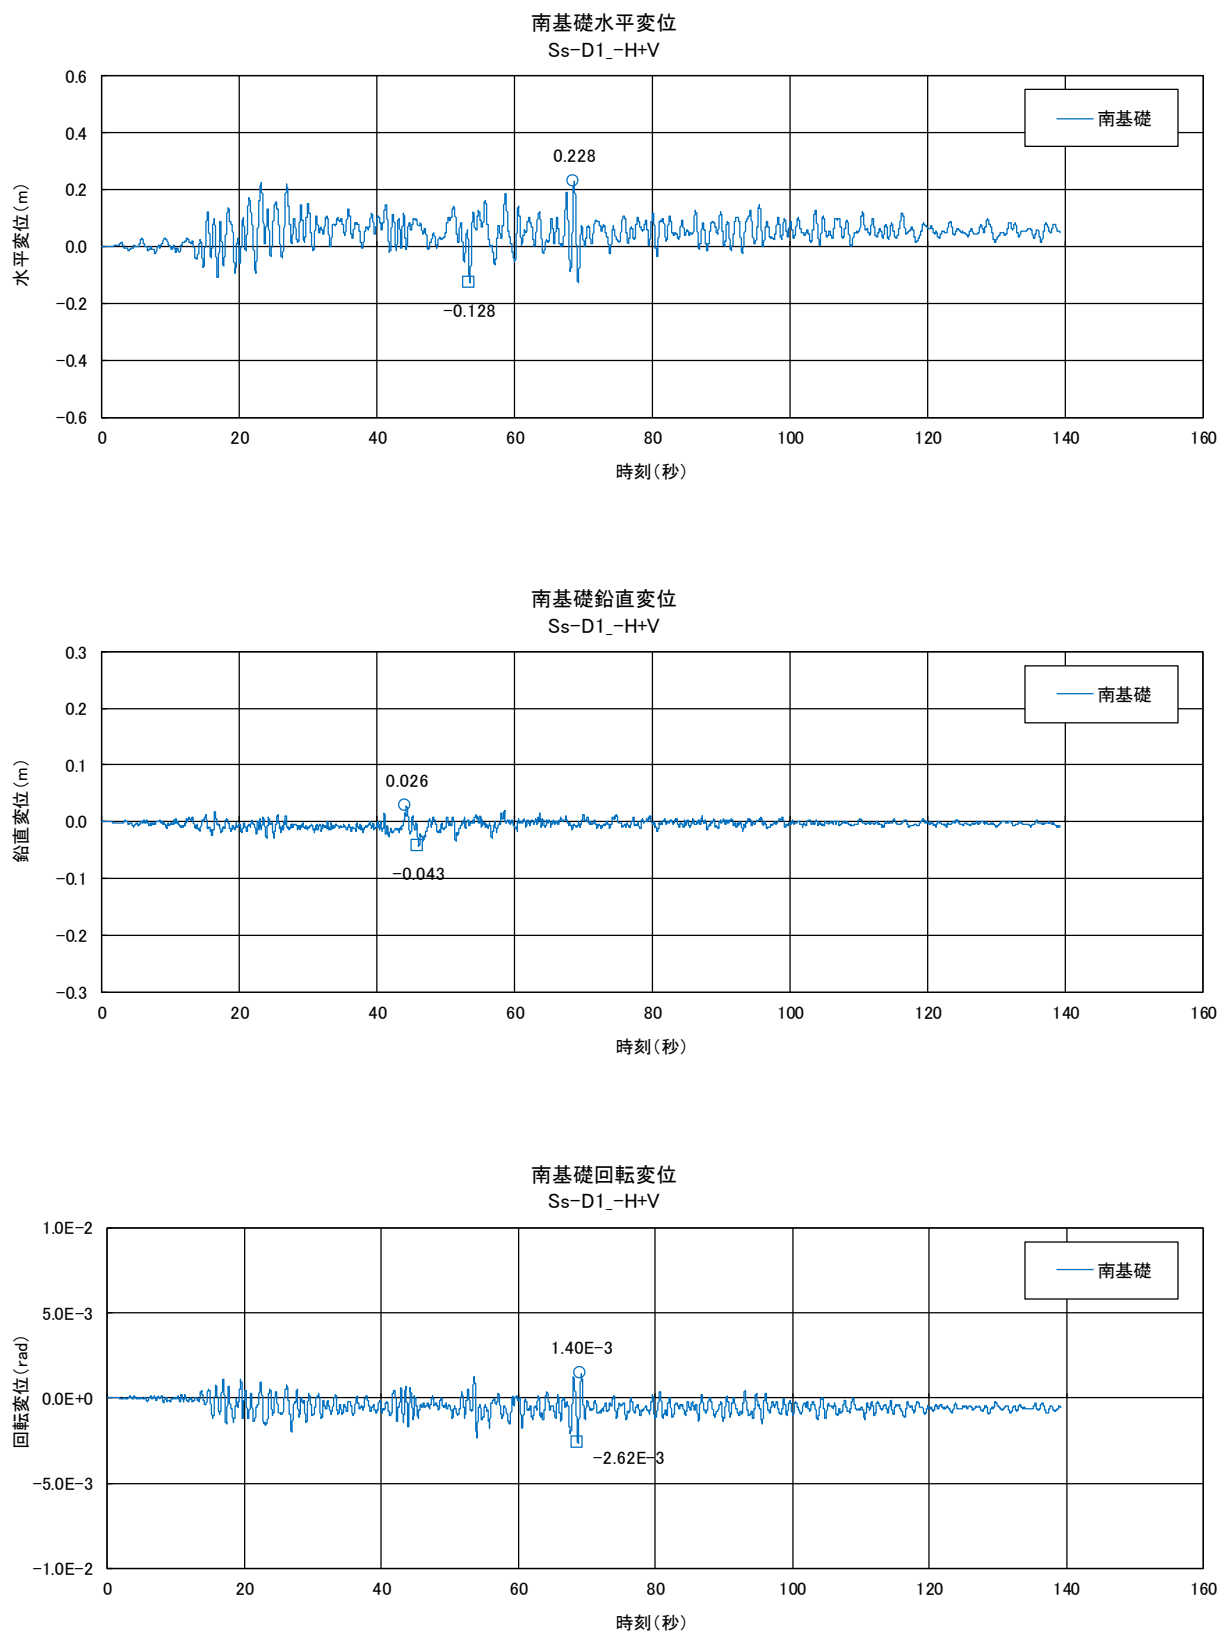 南基礎水平変位
Ss-D1_-H+V
0.6
0.4
0.2
0.0
-0.2
-0.4
-0.6
水平変位(m)
南基礎
0.228
-0.128
0 20 40 60 80 100 120 140 160
時刻(秒)
南基礎鉛直変位
Ss-D1_-H+V
0.3
0.2
0.1
0.0
-0.1
-0.2
-0.3
鉛直変位(m)
南基礎
0.026
-0.043
0 20 40 60 80 100 120 140 160
時刻(秒)
南基礎回転変位
Ss-D1_-H+V
1.0E-2
5.0E-3
0.0E+0
-5.0E-3
-1.0E-2
回転変位(rad)
南基礎
1.40E-3
-2.62E-3
0 20 40 60 80 100 120 140 160
時刻(秒)